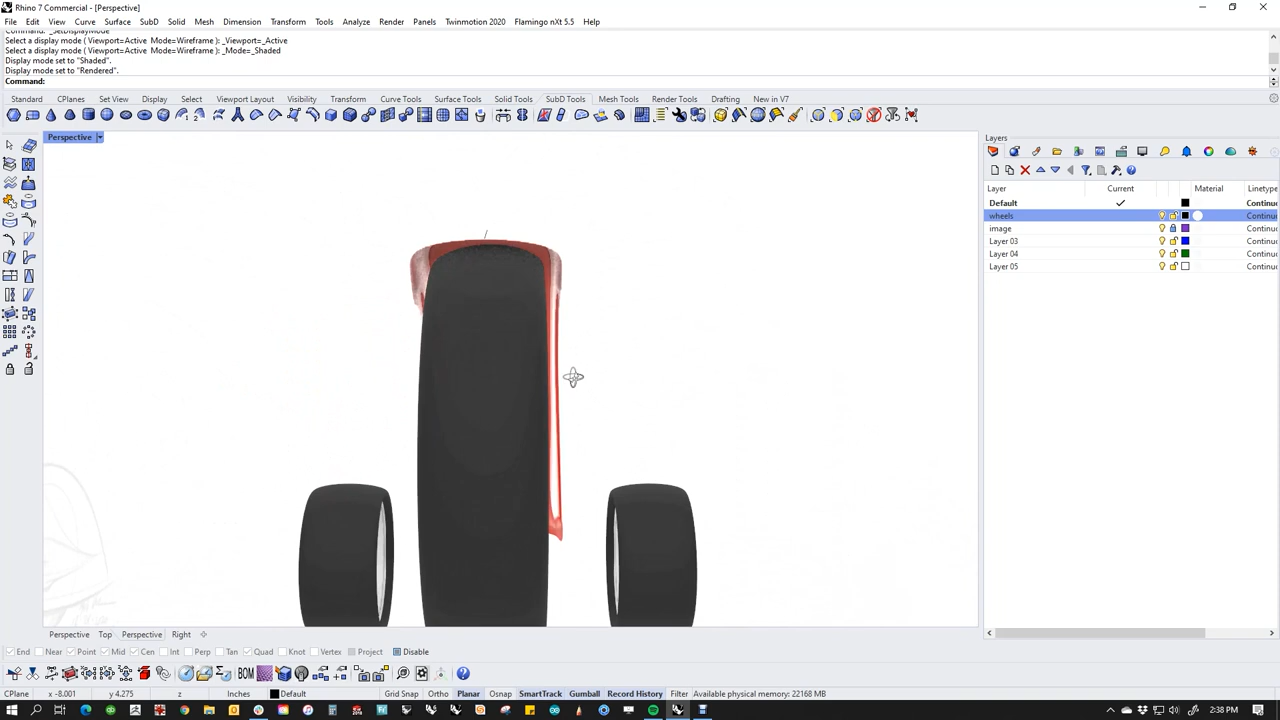 Rhino 7 Commercial - [Perspective]
File Edit View Curve Surface SubD Solid Mesh Dimension Transform Tools Analyze Render Panels Twinmotion 2020 Flamingo nXt 5.5 Help
Select a display mode ( Viewport=Active Mode=Wireframe ): _Viewport=_Active
Select a display mode ( Viewport=Active Mode=Wireframe ): _Mode=_Shaded
Display mode set to "Shaded".
Display mode set to "Rendered".
Command:
Standard CPlanes Set View Display Select Viewport Layout Visibility Transform Curve Tools Surface Tools Solid Tools SubD Tools Mesh Tools Render Tools Drafting New in V7
Perspective
Layers
Layer Current Material Linetype
Default Continuc
wheels Continuc
image Continuc
Layer 03 Continuc
Layer 04 Continuc
Layer 05 Continuc
Perspective Top Perspective Right
End Near Point Mid Cen Int Perp Tan Quad Knot Vertex Project Disable
BOM
CPlane x -8.001 y 4.275 z Inches Default Grid Snap Ortho Planar Osnap SmartTrack Gumball Record History Filter Available physical memory: 22168 MB
2:38 PM